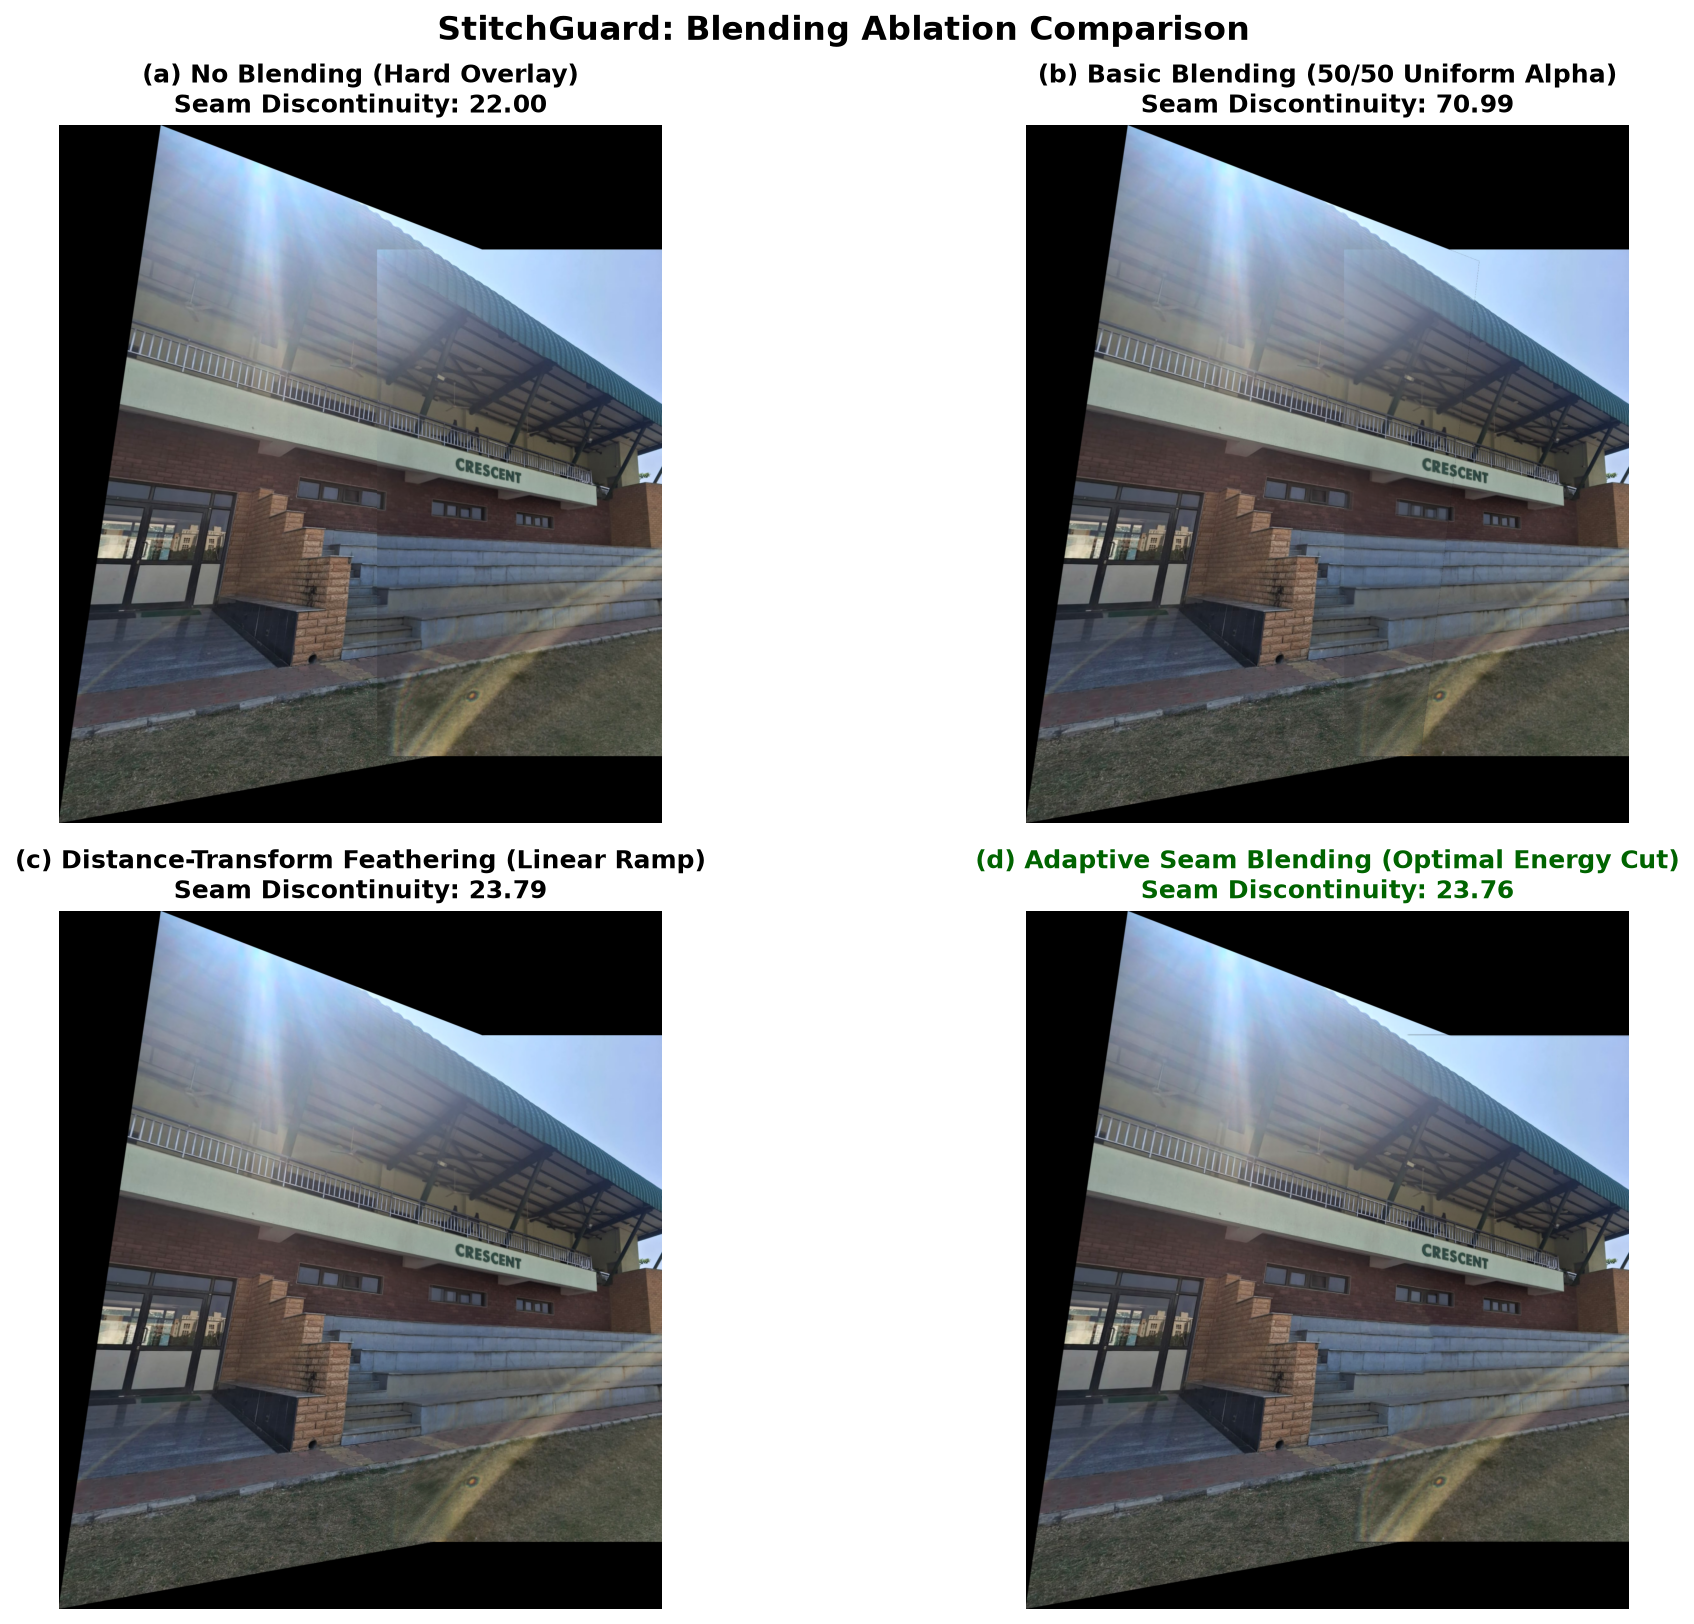 StitchGuard: Blending Ablation Comparison
(a) No Blending (Hard Overlay)
Seam Discontinuity: 22.00
CRESCENT
(b) Basic Blending (50/50 Uniform Alpha)
Seam Discontinuity: 70.99
CRESCENT
(c) Distance-Transform Feathering (Linear Ramp)
Seam Discontinuity: 23.79
CRESCENT
(d) Adaptive Seam Blending (Optimal Energy Cut)
Seam Discontinuity: 23.76
CRESCENT